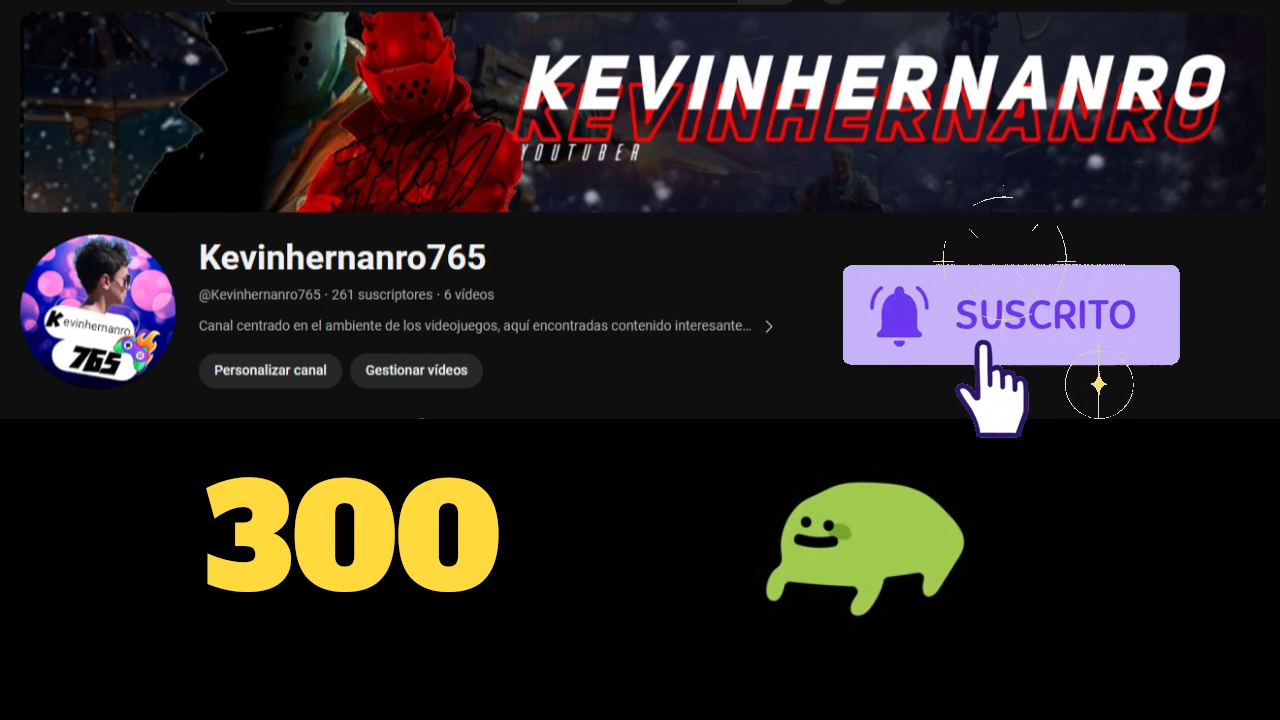 KEVINHERNANRO
KEVINHERNANRO
YOUTUBER
Kevinhernanro765
@Kevinhernanro765 · 261 suscriptores · 6 vídeos
Canal centrado en el ambiente de los videojuegos, aquí encontradas contenido interesante...
Personalizar canal
Gestionar vídeos
Kevinhernanro
765
SUSCRITO
300